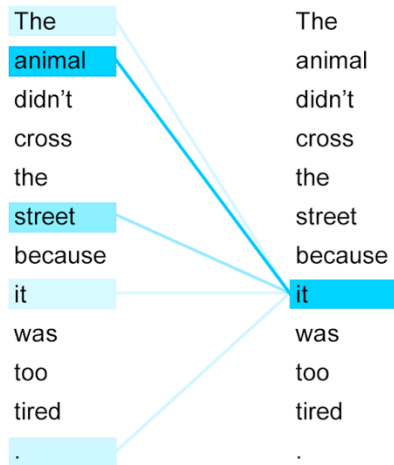 The
animal
didn't
cross
the
street
because
it
was
too
tired
.
The
animal
didn't
cross
the
street
because
it
was
too
tired
.